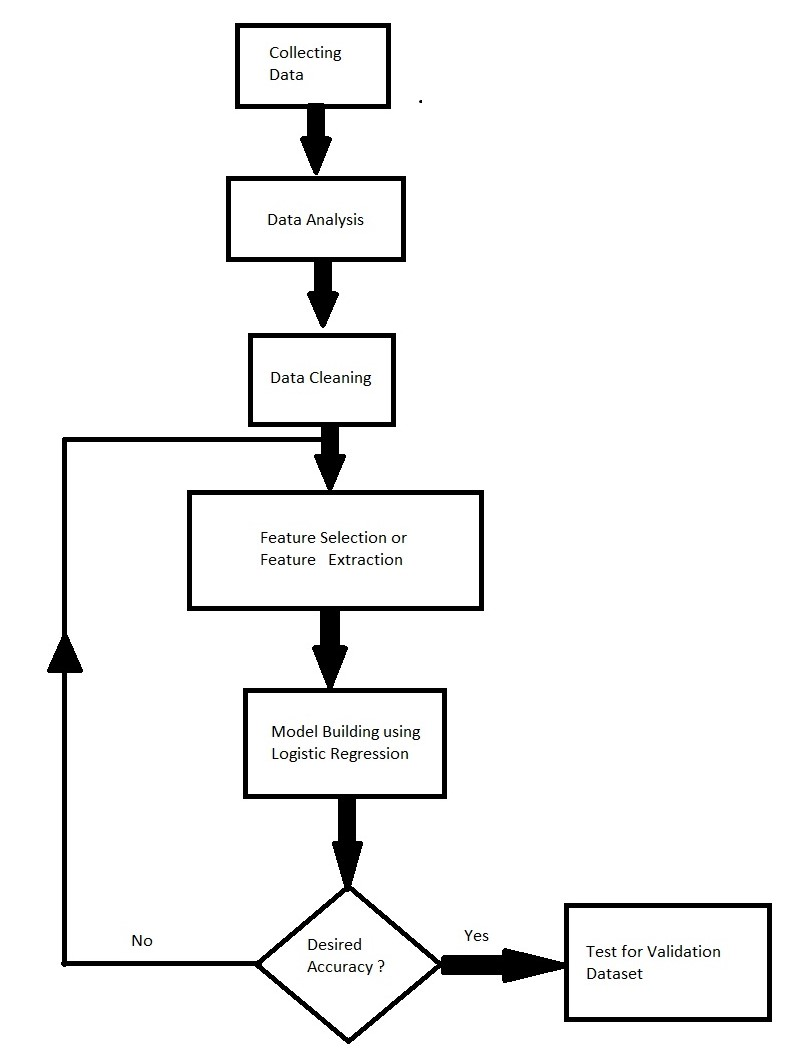 Collecting
Data
Data Analysis
Data Cleaning
Feature Selection or
Feature   Extraction
Model Building using
Logistic Regression
Desired
Accuracy ?
No
Yes
Test for Validation
Dataset